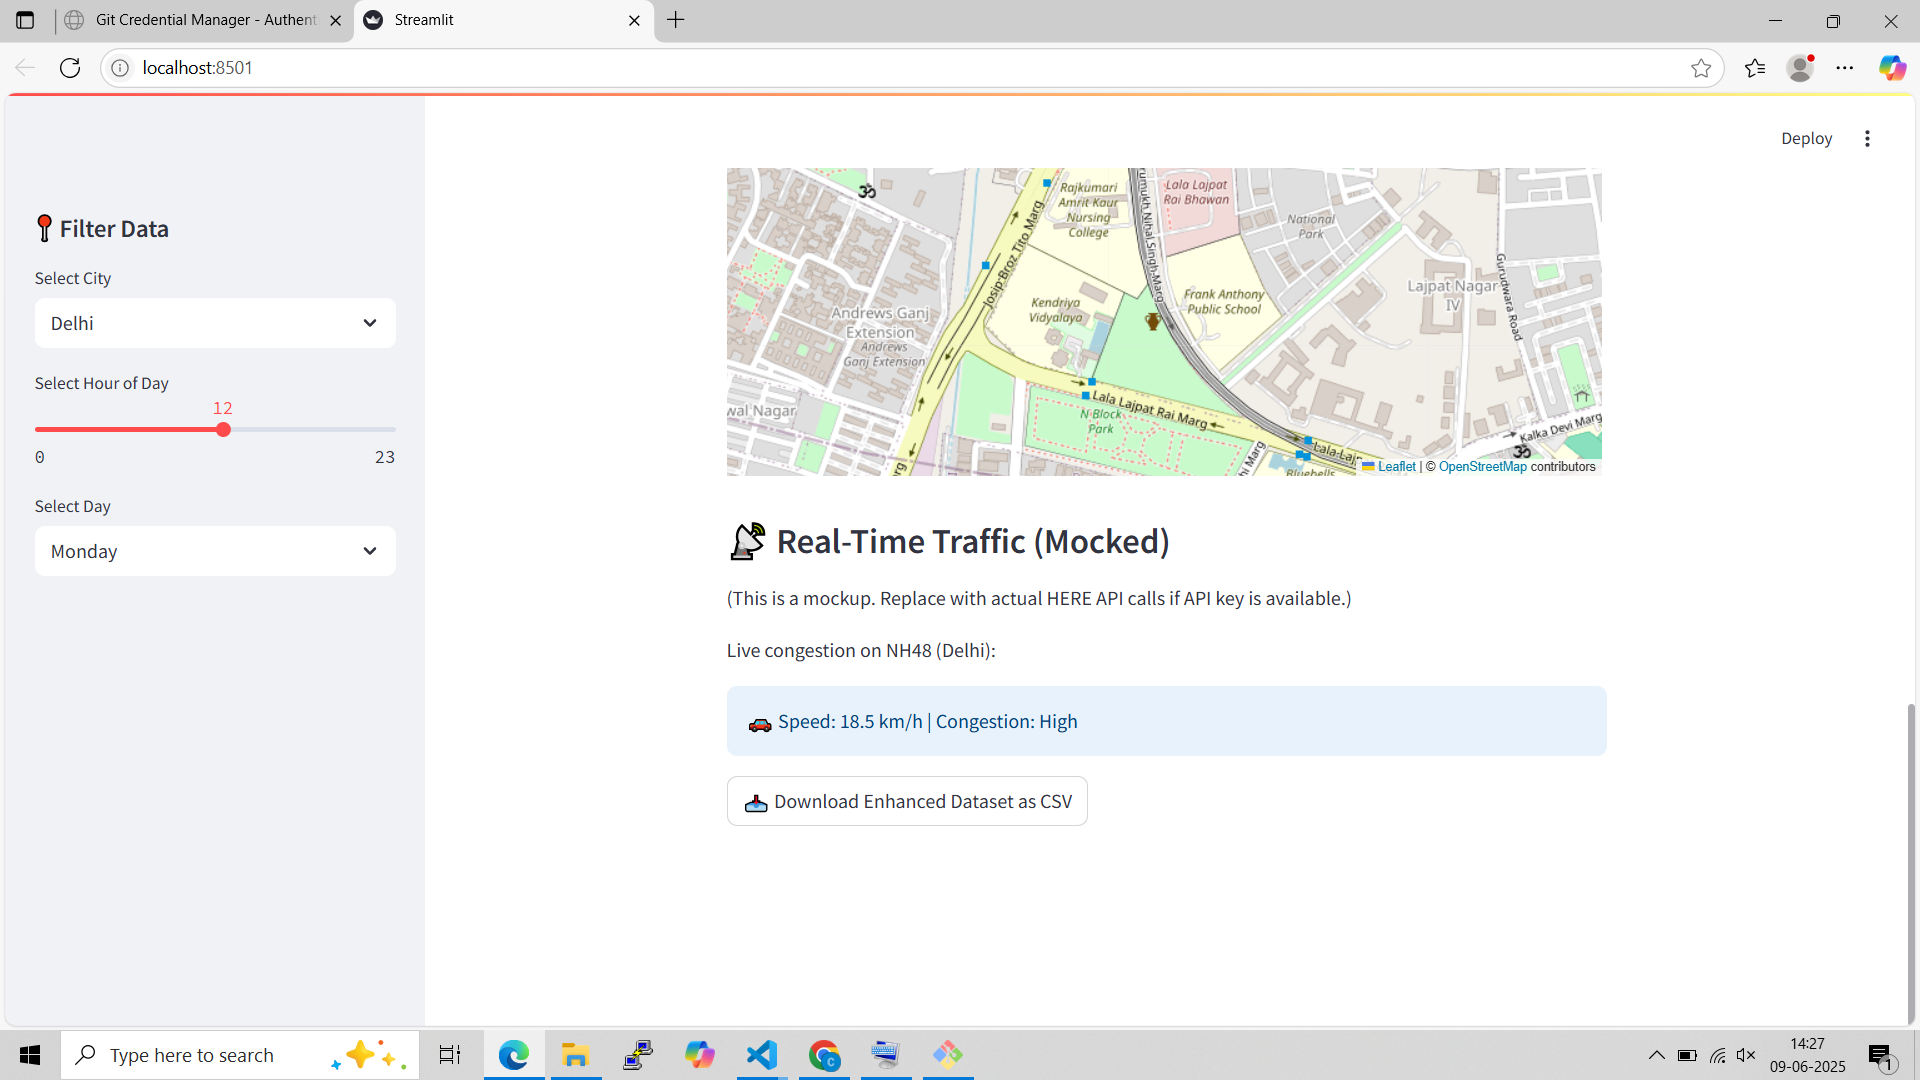 Git Credential Manager - Authent
Streamlit
localhost:8501
Deploy
Filter Data
Select City
Delhi
Select Hour of Day
12
0
23
Select Day
Monday
Rajkumari
Amrit Kaur
Nursing
College
Lala Lajpat
Rai Bhawan
National
Park
Josip Broz Tito Marg
Gurudwara Road
Lajpat Nagar
IV
Frank Anthony
Public School
Kendriya
Vidyalaya
Andrews Ganj
Extension
Andrews
Ganj Extension
Lala Lajpat Rai Marg
N Block
Park
wal Nagar
Kalka Devi Marg
Lala-Laj
Bluebells
Leaflet | © OpenStreetMap contributors
Real-Time Traffic (Mocked)
(This is a mockup. Replace with actual HERE API calls if API key is available.)
Live congestion on NH48 (Delhi):
Speed: 18.5 km/h | Congestion: High
Download Enhanced Dataset as CSV
Type here to search
14:27
09-06-2025
1